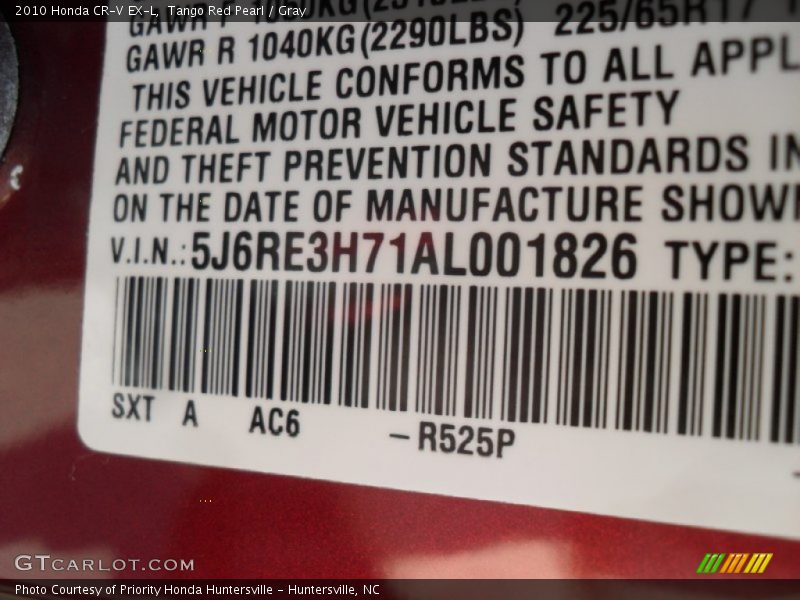 2010 Honda CR-V EX-L, Tango Red Pearl / Gray
GAWR R 1040KG (2290LBS) 225/65R17
THIS VEHICLE CONFORMS TO ALL APPL
FEDERAL MOTOR VEHICLE SAFETY
AND THEFT PREVENTION STANDARDS IN
ON THE DATE OF MANUFACTURE SHOW
V.I.N.: 5J6RE3H71AL001826 TYPE:
SXT A AC6 – R525P
GTCARLOT.COM
Photo Courtesy of Priority Honda Huntersville – Huntersville, NC